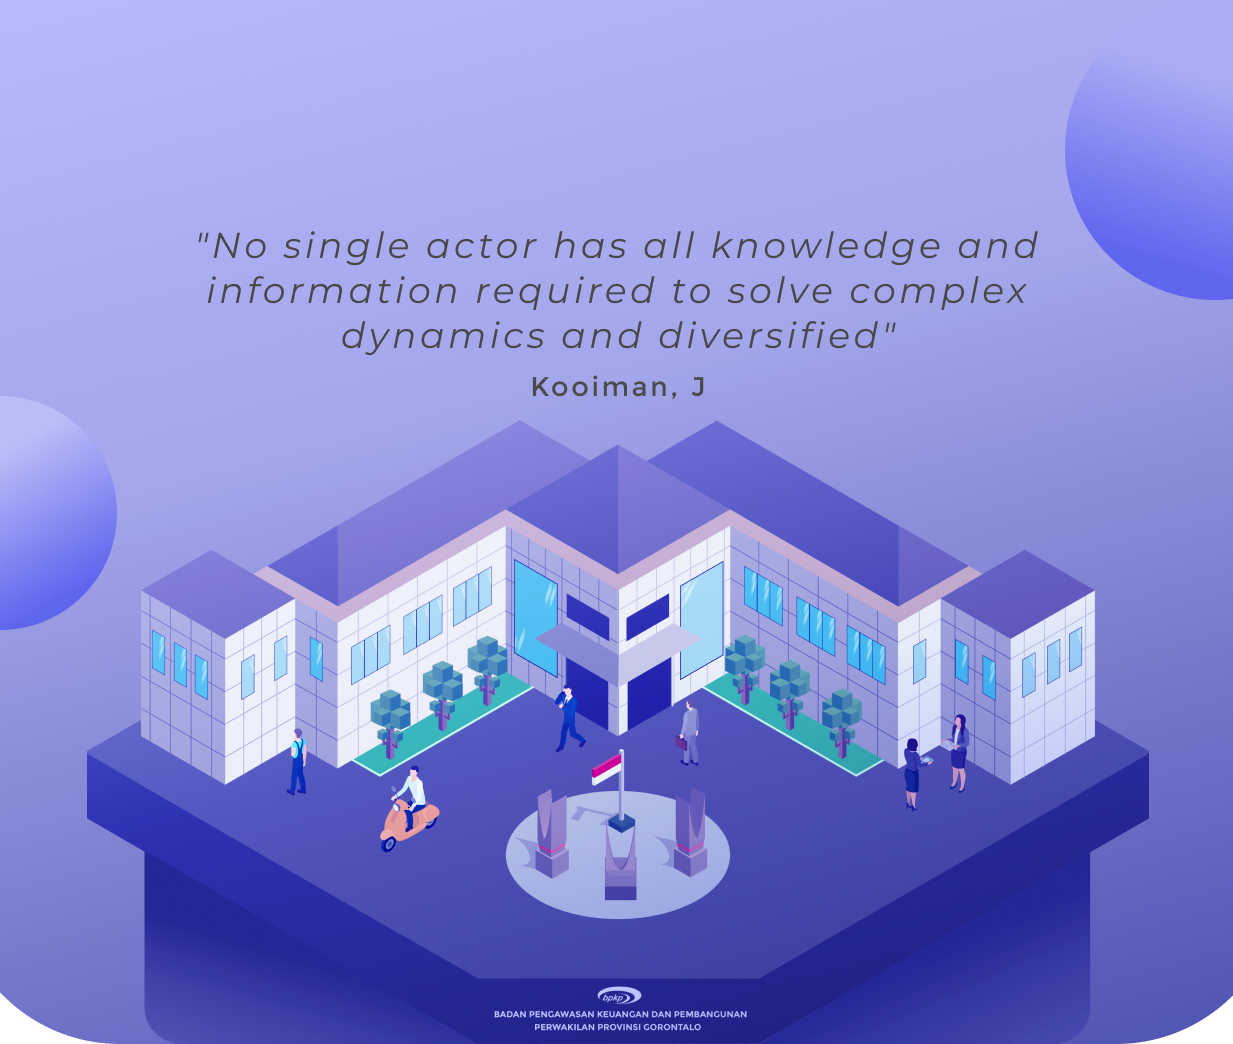 "No single actor has all knowledge and
information required to solve complex
dynamics and diversified"
Kooiman, J
bpkp
BADAN PENGAWASAN KEUANGAN DAN PEMBANGUNAN
PERWAKILAN PROVINSI GORONTALO